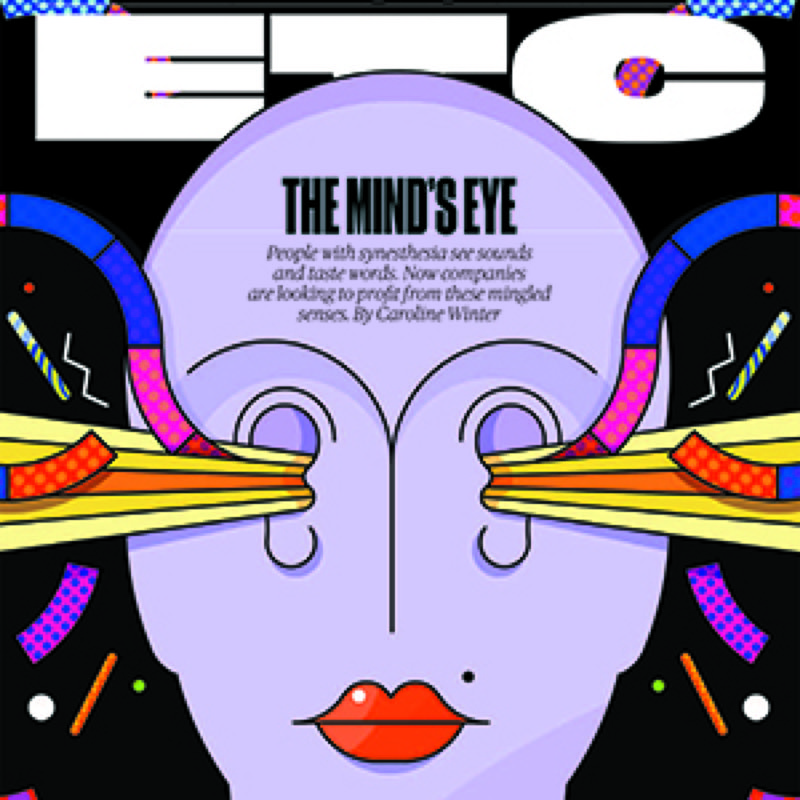 ETC
THE MIND'S EYE
People with synesthesia see sounds
and taste words. Now companies
are looking to profit from these mingled
senses. By Caroline Winter